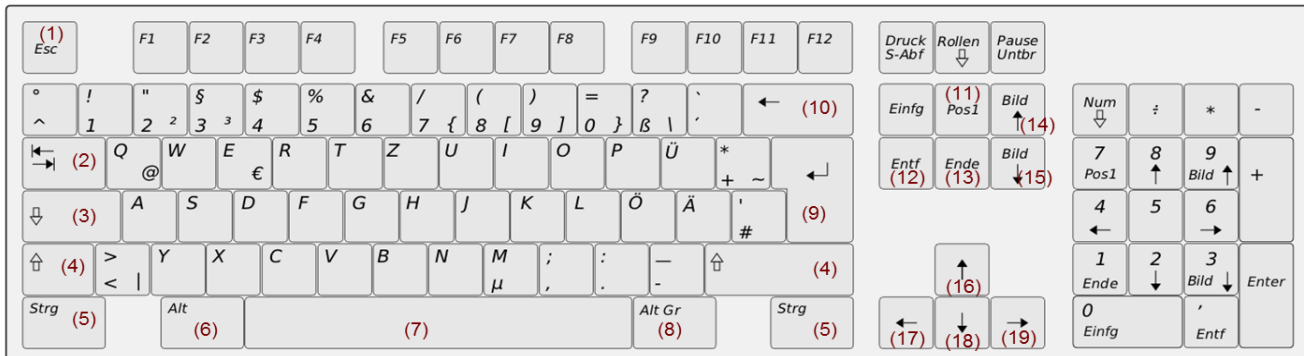 (1)
Esc F1 F2 F3 F4 F5 F6 F7 F8 F9 F10 F11 F12 Druck S-Abf Rollen Pause Untbr
° ^ ! 1 " 2 ² § 3 ³ $ 4 % 5 & 6 / 7 { ( 8 [ ) 9 ] = 0 } ? ß \ ` ´ ← (10) Einfg (11) Pos1 Bild ↑ (14) Num ÷ * -
(2) Q @ W E € R T Z U I O P Ü * + ~ Entf (12) Ende (13) Bild ↓ (15) 7 Pos1 8 ↑ 9 Bild ↑ +
(3) A S D F G H J K L Ö Ä ' # (9) 4 ← 5 6 →
(4) > < | Y X C V B N M µ ; , : . — - (4) ↑ (16) 1 Ende 2 ↓ 3 Bild ↓ Enter
Strg (5) Alt (6) (7) Alt Gr (8) Strg (5) ← (17) ↓ (18) → (19) 0 Einfg , Entf